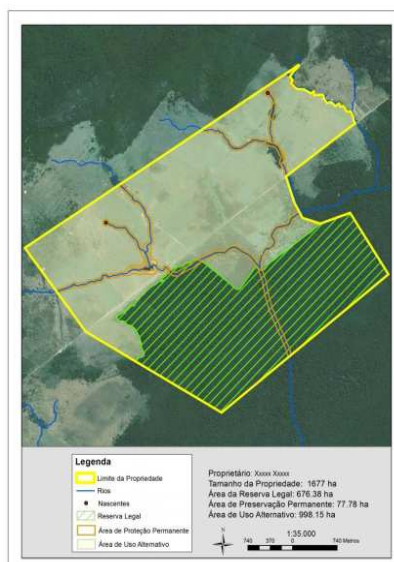 Legenda
Limite da Propriedade
Rios
Nascentes
Reserva Legal
Área de Proteção Permanente
Área de Uso Alternativo
Proprietário: Xxxxx Xxxxx
Tamanho da Propriedade: 1677 ha
Área da Reserva Legal: 676.38 ha
Área de Preservação Permanente: 77.78 ha
Área de Uso Alternativo: 998.15 ha
N
1:35.000
740 370 0 740 Metros